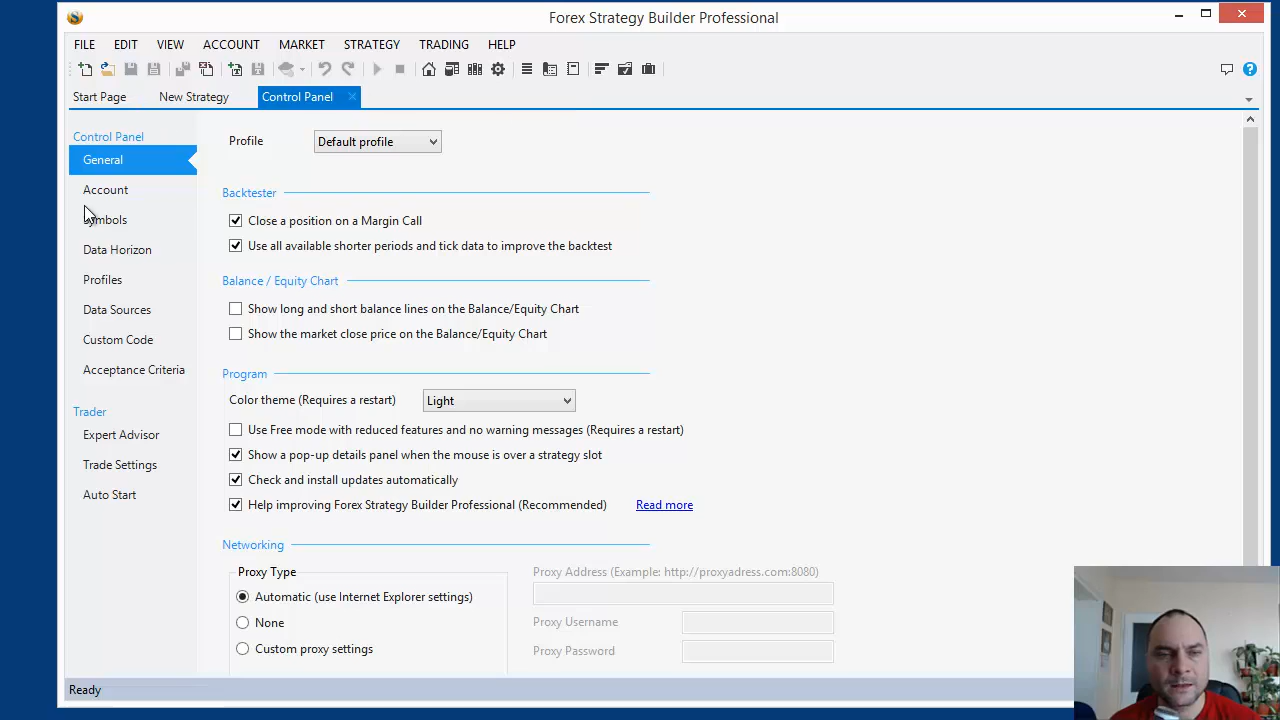 Forex Strategy Builder Professional
FILE EDIT VIEW ACCOUNT MARKET STRATEGY TRADING HELP
Start Page New Strategy Control Panel
Control Panel
General
Account
Symbols
Data Horizon
Profiles
Data Sources
Custom Code
Acceptance Criteria
Trader
Expert Advisor
Trade Settings
Auto Start
Profile Default profile
Backtester
Close a position on a Margin Call
Use all available shorter periods and tick data to improve the backtest
Balance / Equity Chart
Show long and short balance lines on the Balance/Equity Chart
Show the market close price on the Balance/Equity Chart
Program
Color theme (Requires a restart) Light
Use Free mode with reduced features and no warning messages (Requires a restart)
Show a pop-up details panel when the mouse is over a strategy slot
Check and install updates automatically
Help improving Forex Strategy Builder Professional (Recommended) Read more
Networking
Proxy Type
Automatic (use Internet Explorer settings)
None
Custom proxy settings
Proxy Address (Example: http://proxyadress.com:8080)
Proxy Username
Proxy Password
Ready